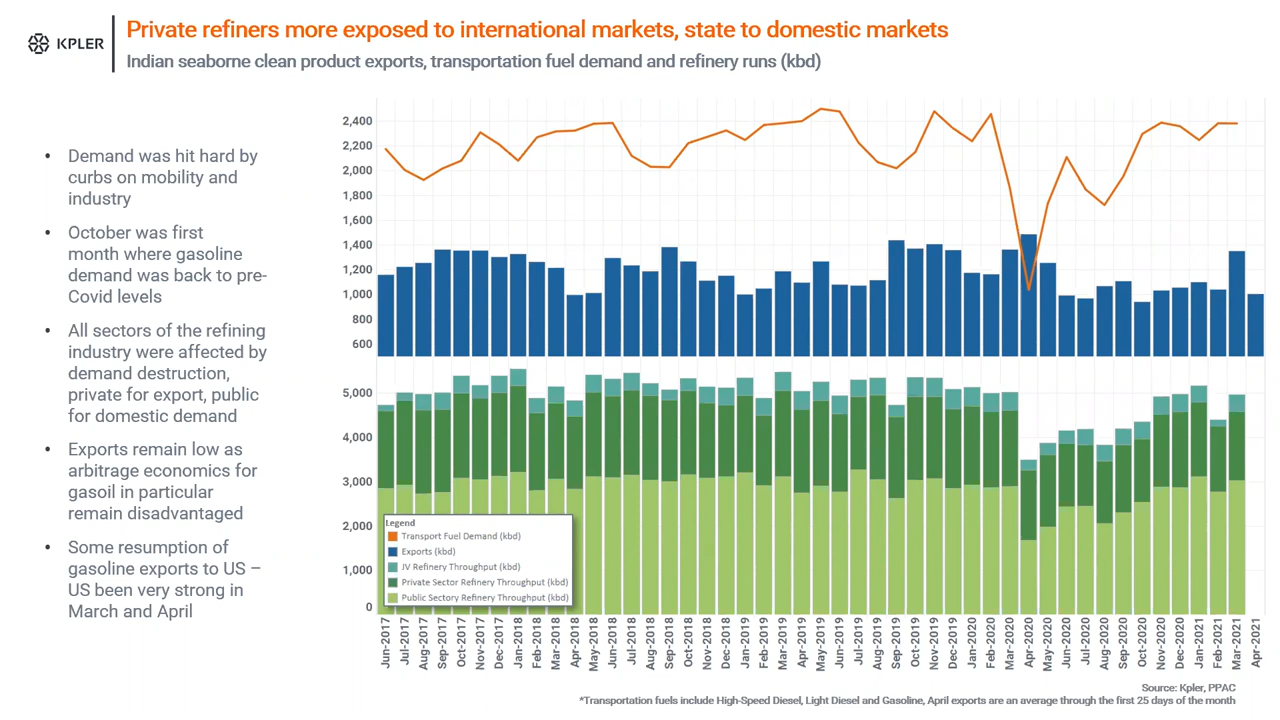 Private refiners more exposed to international markets, state to domestic markets
KPLER
Indian seaborne clean product exports, transportation fuel demand and refinery runs (kbd)
• Demand was hit hard by
curbs on mobility and
industry
• October was first
month where gasoline
demand was back to pre-
Covid levels
• All sectors of the refining
industry were affected by
demand destruction,
private for export, public
for domestic demand
• Exports remain low as
arbitrage economics for
gasoil in particular
remain disadvantaged
• Some resumption of
gasoline exports to US –
US been very strong in
March and April
2,400
2,200
2,000
1,800
1,600
1,400
1,200
1,000
800
600
5,000
4,000
3,000
2,000
1,000
0
Legend
Transport Fuel Demand (kbd)
Exports (kbd)
JV Refinery Throughput (kbd)
Private Sector Refinery Throughput (kbd)
Public Sectory Refinery Throughput (kbd)
Jun-2017
Jul-2017
Aug-2017
Sep-2017
Oct-2017
Nov-2017
Dec-2017
Jan-2018
Feb-2018
Mar-2018
Apr-2018
May-2018
Jun-2018
Jul-2018
Aug-2018
Sep-2018
Oct-2018
Nov-2018
Dec-2018
Jan-2019
Feb-2019
Mar-2019
Apr-2019
May-2019
Jun-2019
Jul-2019
Aug-2019
Sep-2019
Oct-2019
Nov-2019
Dec-2019
Jan-2020
Feb-2020
Mar-2020
Apr-2020
May-2020
Jun-2020
Jul-2020
Aug-2020
Sep-2020
Oct-2020
Nov-2020
Dec-2020
Jan-2021
Feb-2021
Mar-2021
Apr-2021
Source: Kpler, PPAC
*Transportation fuels include High-Speed Diesel, Light Diesel and Gasoline, April exports are an average through the first 25 days of the month